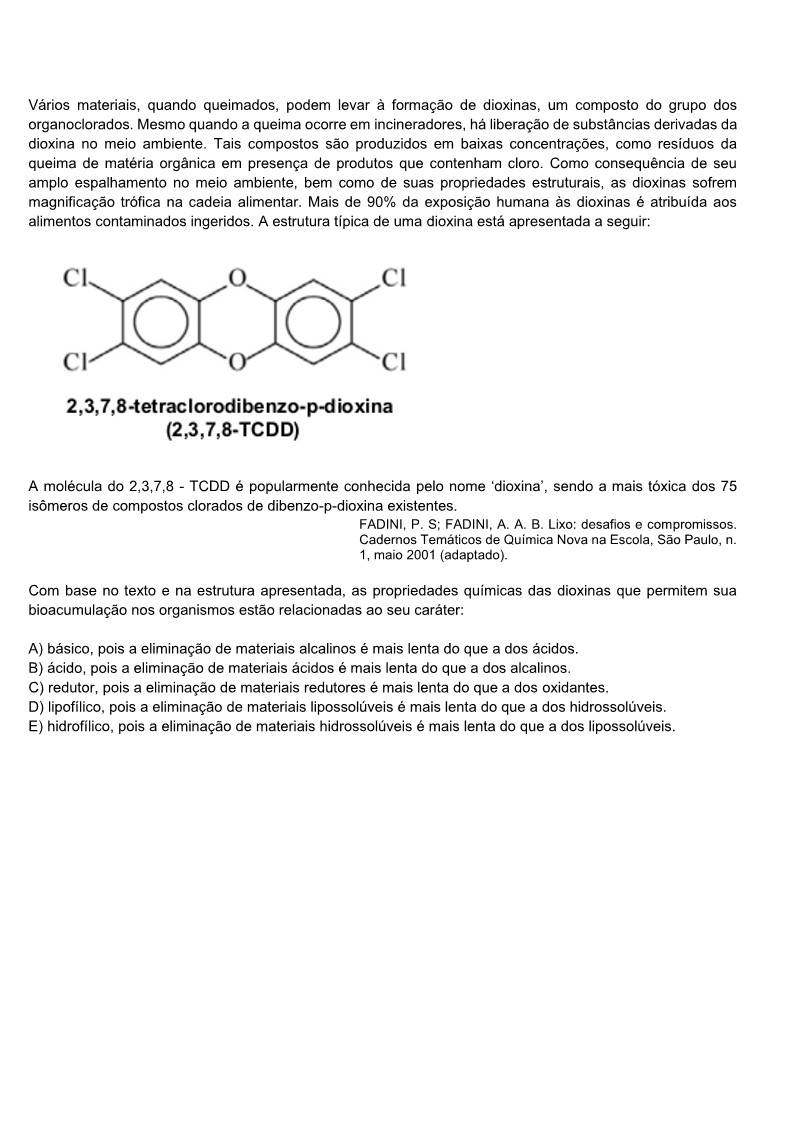 Vários materiais, quando queimados, podem levar à formação de dioxinas, um composto do grupo dos
organoclorados. Mesmo quando a queima ocorre em incineradores, há liberação de substâncias derivadas da
dioxina no meio ambiente. Tais compostos são produzidos em baixas concentrações, como resíduos da
queima de matéria orgânica em presença de produtos que contenham cloro. Como consequência de seu
amplo espalhamento no meio ambiente, bem como de suas propriedades estruturais, as dioxinas sofrem
magnificação trófica na cadeia alimentar. Mais de 90% da exposição humana às dioxinas é atribuída aos
alimentos contaminados ingeridos. A estrutura típica de uma dioxina está apresentada a seguir:
Cl O Cl
Cl O Cl
2,3,7,8-tetraclorodibenzo-p-dioxina
(2,3,7,8-TCDD)
A molécula do 2,3,7,8 - TCDD é popularmente conhecida pelo nome ‘dioxina’, sendo a mais tóxica dos 75
isômeros de compostos clorados de dibenzo-p-dioxina existentes.
FADINI, P. S; FADINI, A. A. B. Lixo: desafios e compromissos.
Cadernos Temáticos de Química Nova na Escola, São Paulo, n.
1, maio 2001 (adaptado).
Com base no texto e na estrutura apresentada, as propriedades químicas das dioxinas que permitem sua
bioacumulação nos organismos estão relacionadas ao seu caráter:
A) básico, pois a eliminação de materiais alcalinos é mais lenta do que a dos ácidos.
B) ácido, pois a eliminação de materiais ácidos é mais lenta do que a dos alcalinos.
C) redutor, pois a eliminação de materiais redutores é mais lenta do que a dos oxidantes.
D) lipofílico, pois a eliminação de materiais lipossolúveis é mais lenta do que a dos hidrossolúveis.
E) hidrofílico, pois a eliminação de materiais hidrossolúveis é mais lenta do que a dos lipossolúveis.